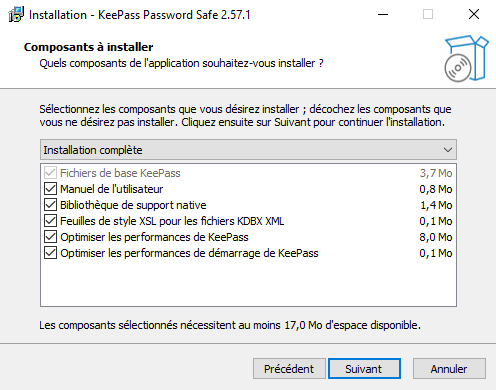 Installation - KeePass Password Safe 2.57.1
Composants à installer
Quels composants de l'application souhaitez-vous installer ?
Sélectionnez les composants que vous désirez installer ; décochez les composants que
vous ne désirez pas installer. Cliquez ensuite sur Suivant pour continuer l'installation.
Installation complète
Fichiers de base KeePass 3,7 Mo
Manuel de l'utilisateur 0,8 Mo
Bibliothèque de support native 1,4 Mo
Feuilles de style XSL pour les fichiers KDBX XML 0,1 Mo
Optimiser les performances de KeePass 8,0 Mo
Optimiser les performances de démarrage de KeePass 0,1 Mo
Les composants sélectionnés nécessitent au moins 17,0 Mo d'espace disponible.
Précédent Suivant Annuler